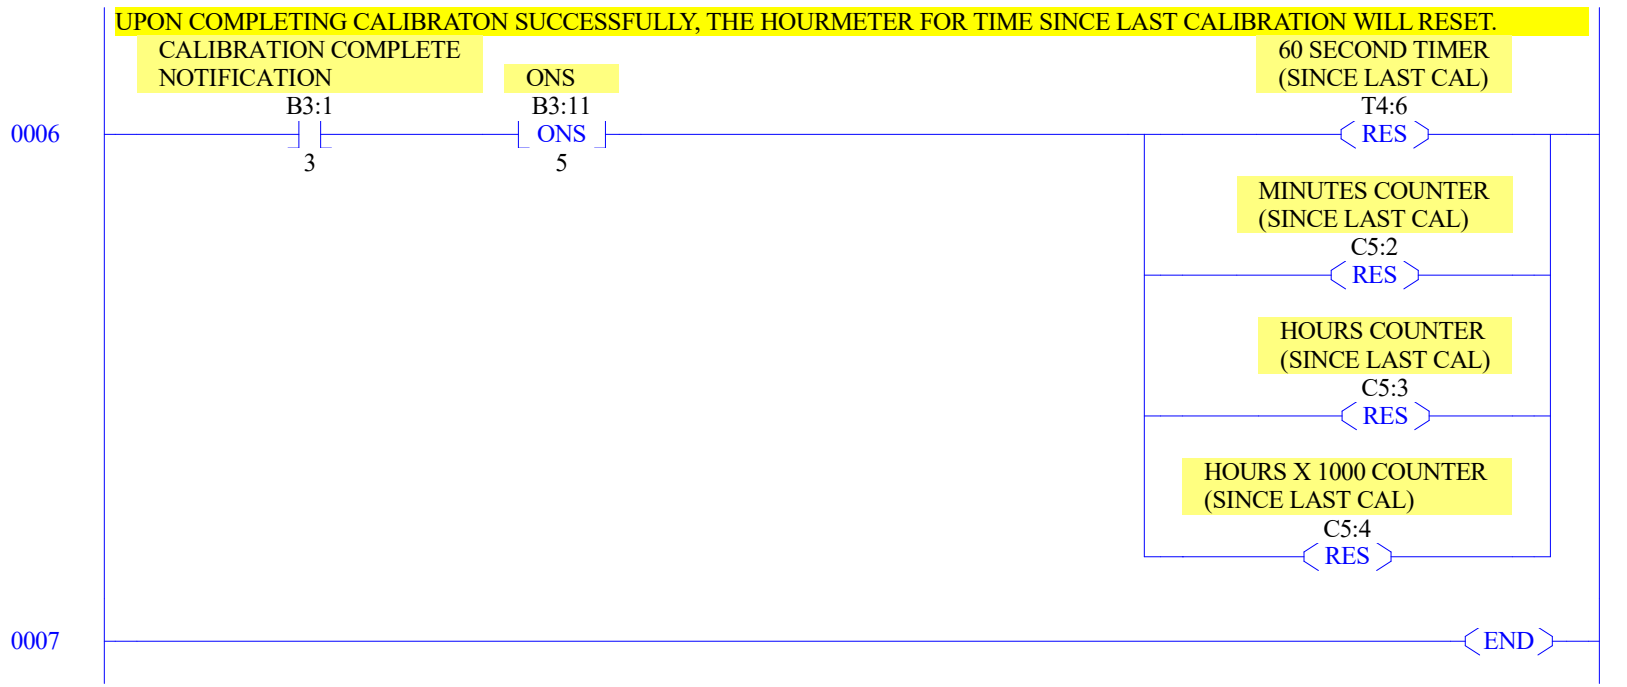 UPON COMPLETING CALIBRATON SUCCESSFULLY, THE HOURMETER FOR TIME SINCE LAST CALIBRATION WILL RESET.
CALIBRATION COMPLETE
NOTIFICATION
B3:1
3
ONS
B3:11
ONS
5
60 SECOND TIMER
(SINCE LAST CAL)
T4:6
RES
0006
MINUTES COUNTER
(SINCE LAST CAL)
C5:2
RES
HOURS COUNTER
(SINCE LAST CAL)
C5:3
RES
HOURS X 1000 COUNTER
(SINCE LAST CAL)
C5:4
RES
0007
END